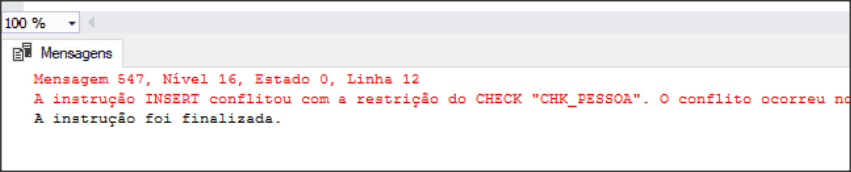 100 %
Mensagens
Mensagem 547, Nível 16, Estado 0, Linha 12
A instrução INSERT conflitou com a restrição do CHECK "CHK_PESSOA". O conflito ocorreu no
A instrução foi finalizada.